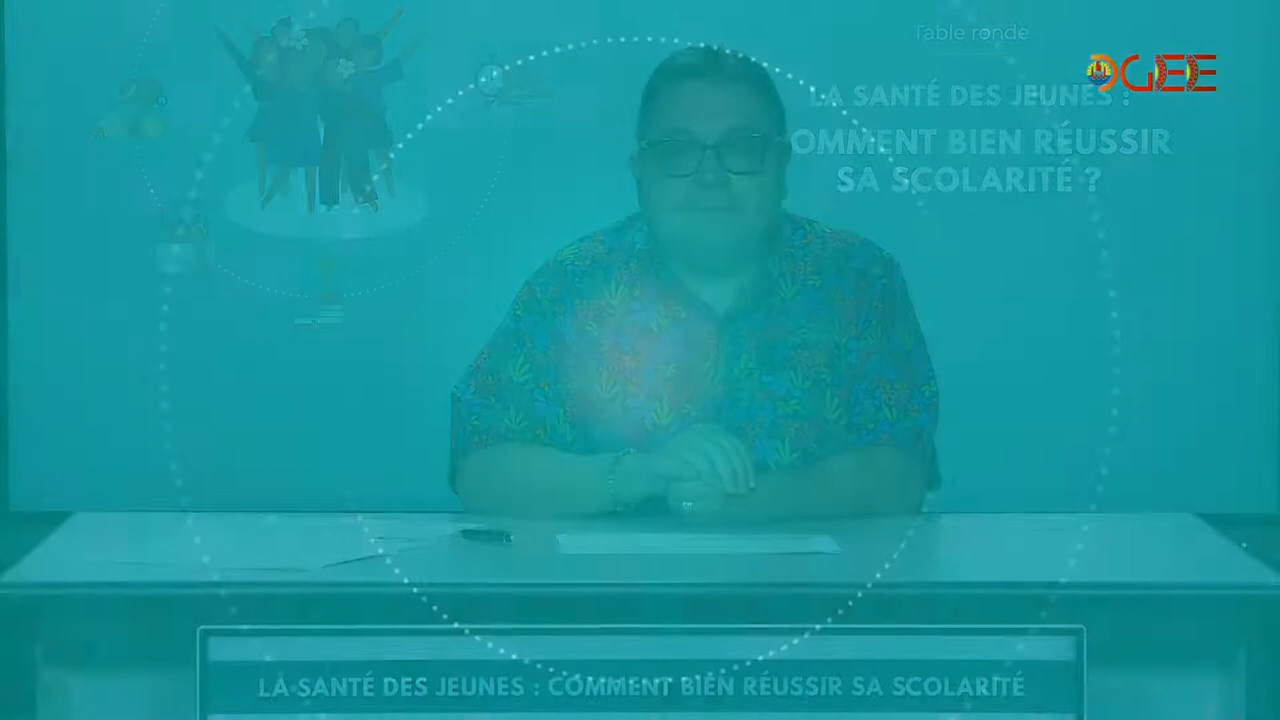 Table ronde
DGEE
LA SANTÉ DES JEUNES :
OMMENT BIEN RÉUSSIR
SA SCOLARITÉ ?
LA SANTÉ DES JEUNES : COMMENT BIEN RÉUSSIR SA SCOLARITÉ